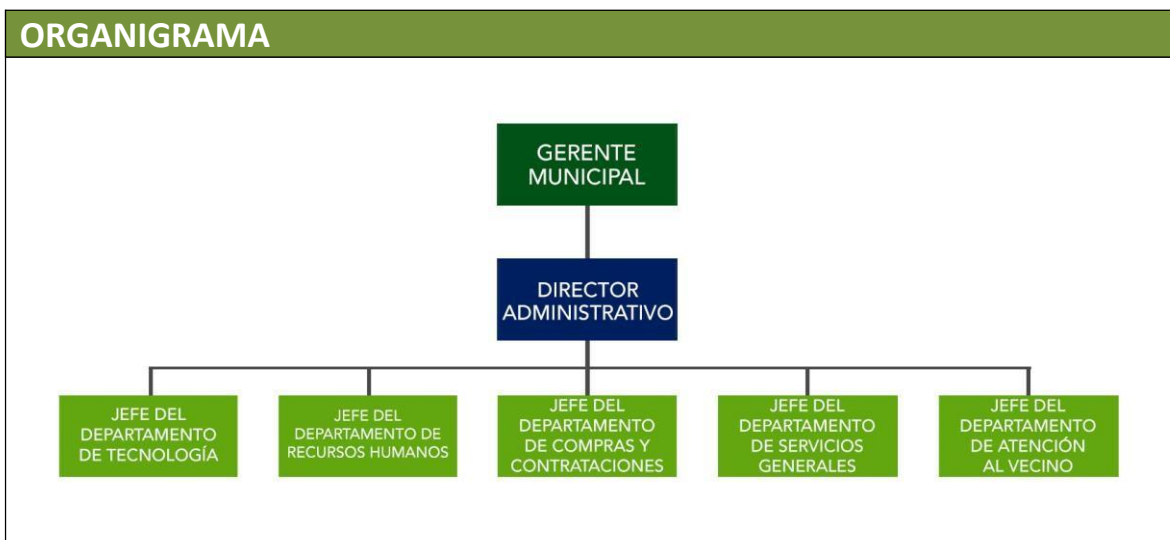 ORGANIGRAMA
GERENTE
MUNICIPAL
DIRECTOR
ADMINISTRATIVO
JEFE DEL
DEPARTAMENTO
DE TECNOLOGÍA
JEFE DEL
DEPARTAMENTO DE
RECURSOS HUMANOS
JEFE DEL
DEPARTAMENTO
DE COMPRAS Y
CONTRATACIONES
JEFE DEL
DEPARTAMENTO
DE SERVICIOS
GENERALES
JEFE DEL
DEPARTAMENTO
DE ATENCIÓN
AL VECINO